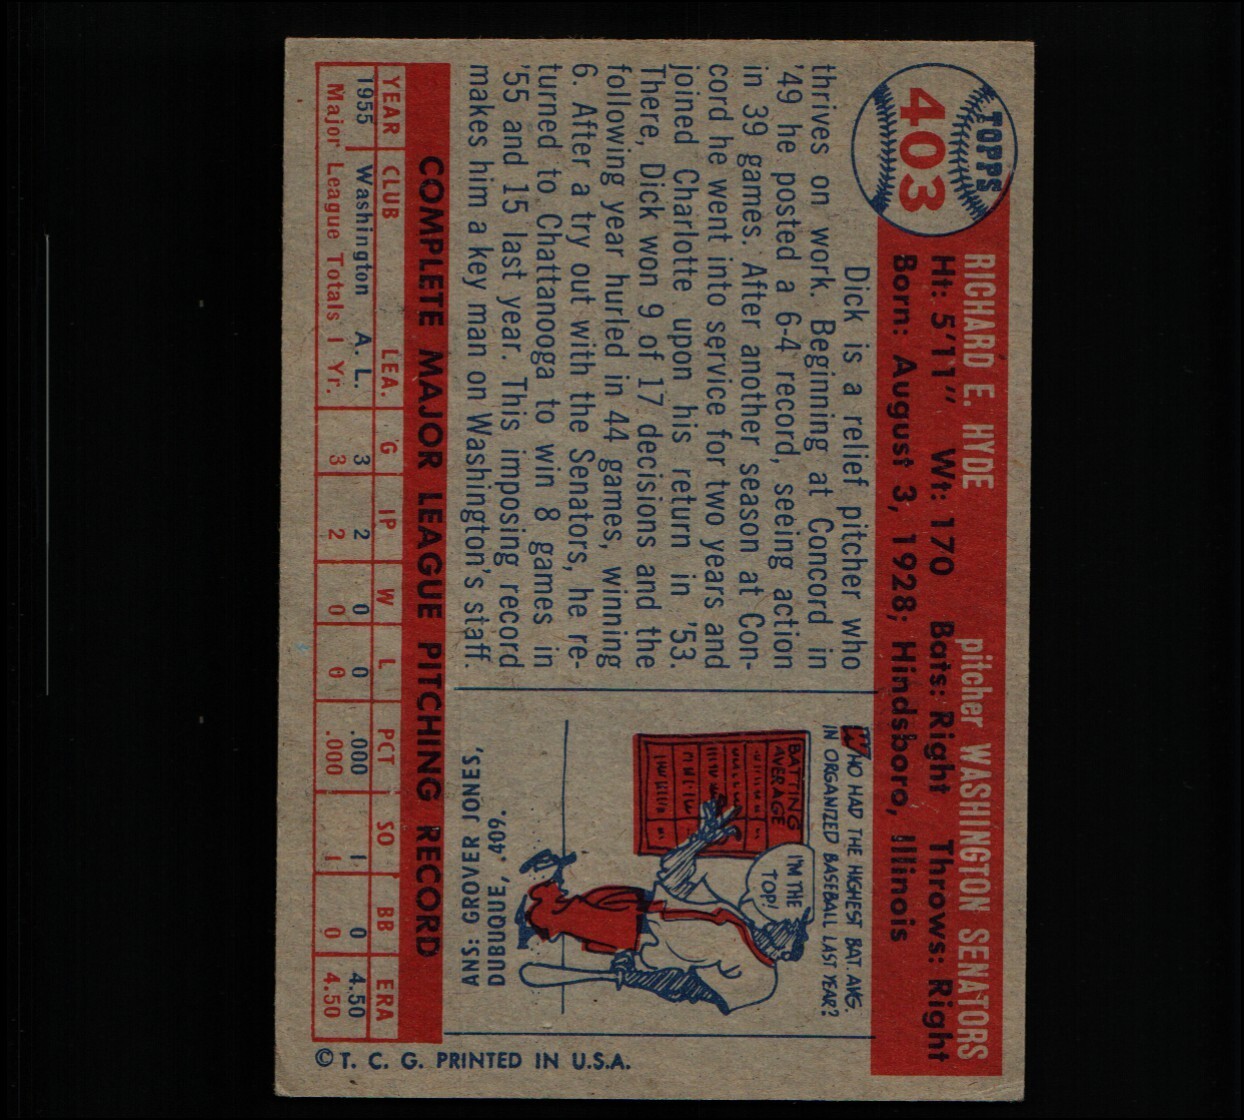 TOPPS
403
RICHARD E. HYDE pitcher WASHINGTON SENATORS
Ht: 5'11" Wt: 170 Bats: Right Throws: Right
Born: August 3, 1928; Hindsboro, Illinois
Dick is a relief pitcher who
thrives on work. Beginning at Concord in
'49 he posted a 6-4 record, seeing action
in 39 games. After another season at Con-
cord he went into service for two years and
joined Charlotte upon his return in '53.
There, Dick won 9 of 17 decisions and the
following year hurled in 44 games, winning
6. After a try out with the Senators, he re-
turned to Chattanooga to win 8 games in
'55 and 15 last year. This imposing record
makes him a key man on Washington's staff.
WHO HAD THE HIGHEST BAT. AVG.
IN ORGANIZED BASEBALL LAST YEAR?
BATTING
AVERAGE
I'M THE
TOP!
ANS: GROVER JONES,
DUBUQUE, .409.
COMPLETE MAJOR LEAGUE PITCHING RECORD
YEAR CLUB LEA. G IP W L PCT SO BB ERA
1955 Washington A. L. 3 2 0 0 .000 1 0 4.50
Major League Totals 1 Yr. 3 2 0 0 .000 1 0 4.50
© T. C. G. PRINTED IN U.S.A.